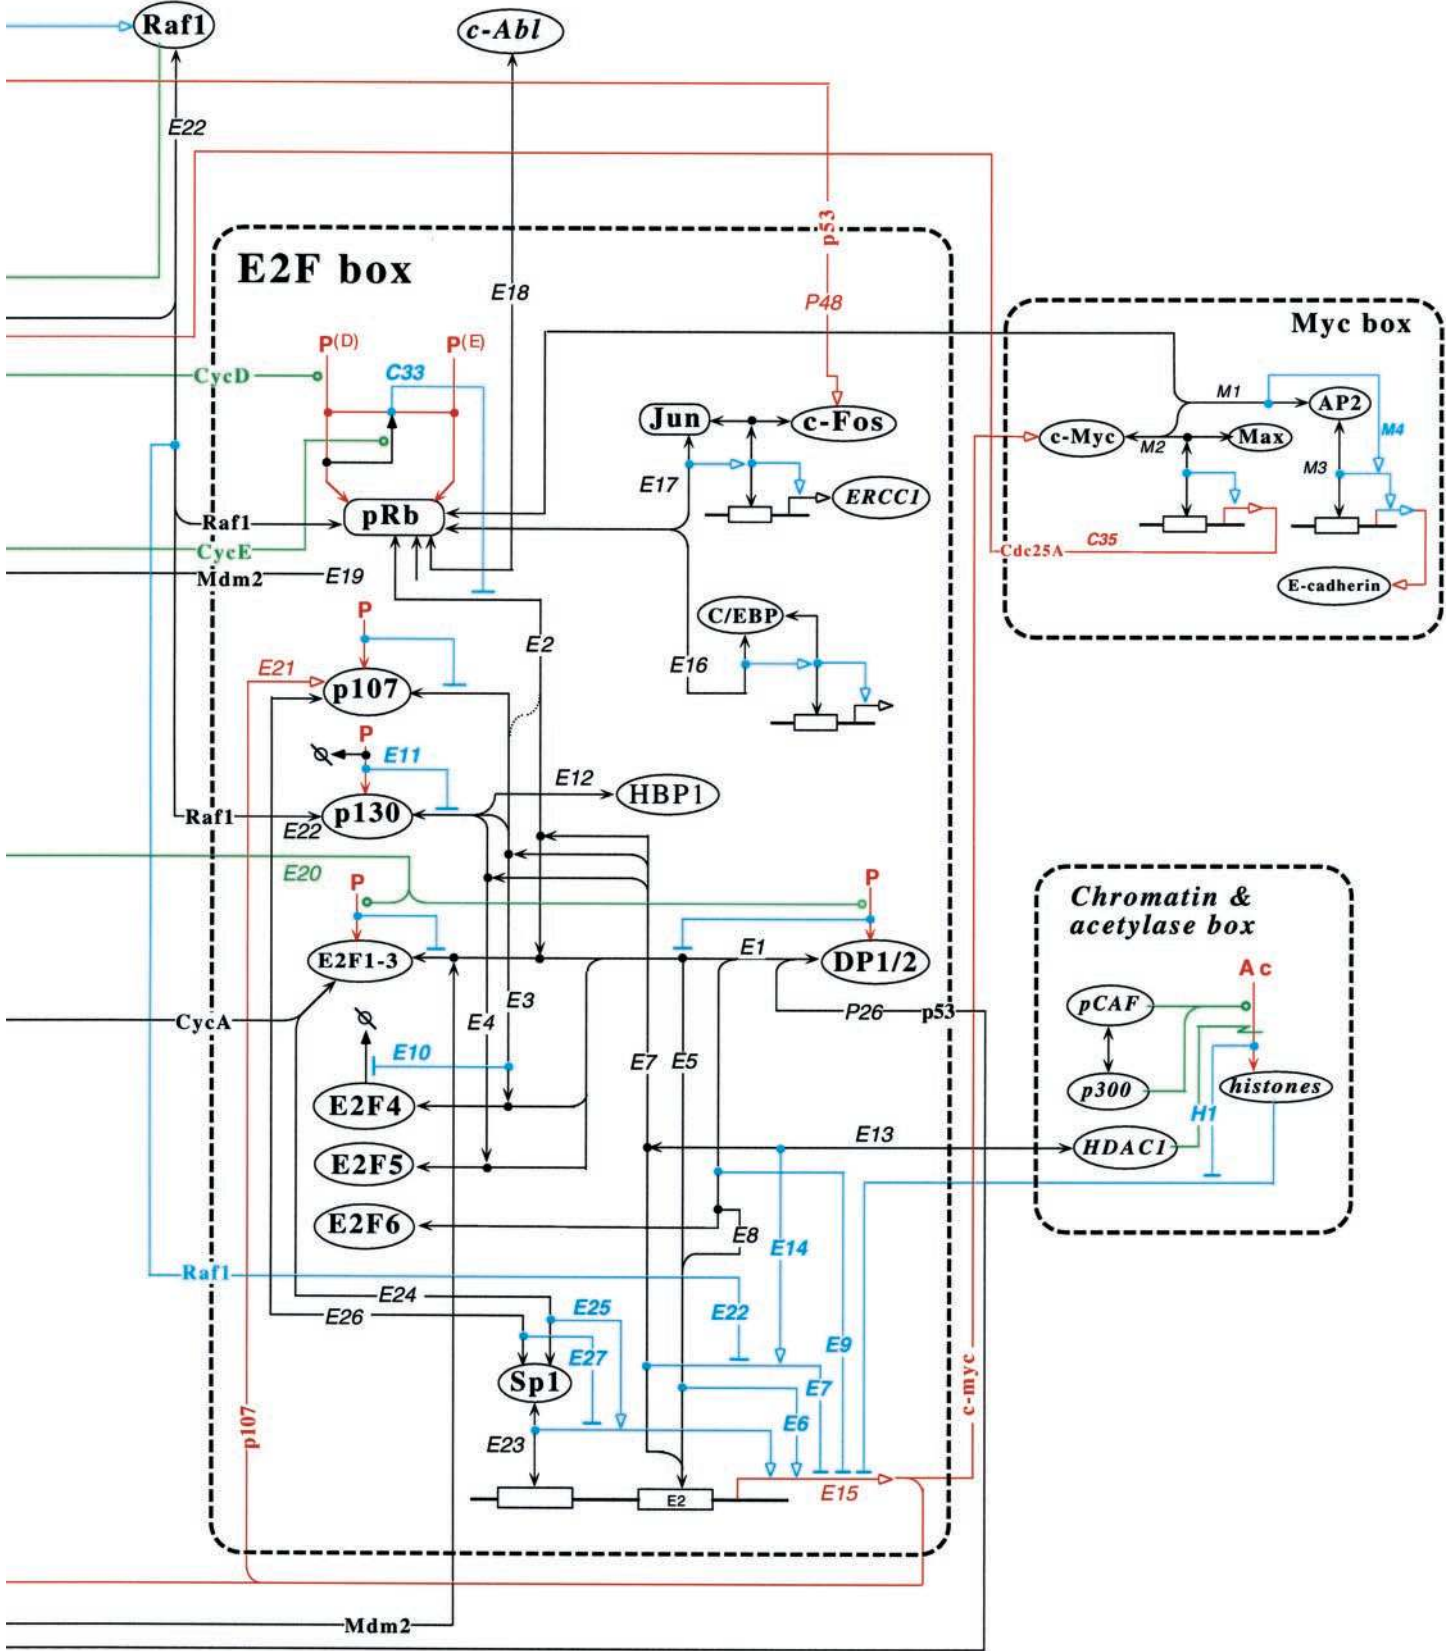 Raf1
c-Abl
E22
p53
E2F box
E18
P48
Myc box
P(D)
P(E)
CycD
C33
M1
AP2
Jun
c-Fos
c-Myc
M2
Max
M4
E17
ERCC1
M3
pRb
Raf1
CycE
Cdc25A
C35
Mdm2
E19
E-cadherin
P
C/EBP
E2
E21
E16
p107
P
E11
E12
HBP1
p130
Raf1
E22
E20
P
P
Chromatin &
acetylase box
E1
E2F1-3
DP1/2
Ac
E3
pCAF
CycA
E4
P26
p53
E10
E7
E5
p300
histones
E2F4
H1
E13
HDAC1
E2F5
E2F6
E8
E14
Raf1
E24
E26
E25
E22
E27
E9
Sp1
E7
c-myc
E6
p107
E23
E2
E15
Mdm2